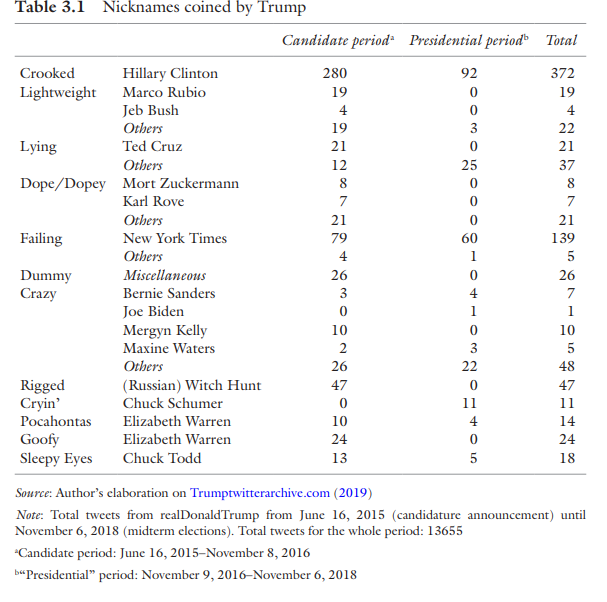 Table 3.1 Nicknames coined by Trump
Candidate periodᵃ Presidential periodᵇ Total
Crooked Hillary Clinton 280 92 372
Lightweight Marco Rubio 19 0 19
Jeb Bush 4 0 4
Others 19 3 22
Lying Ted Cruz 21 0 21
Others 12 25 37
Dope/Dopey Mort Zuckermann 8 0 8
Karl Rove 7 0 7
Others 21 0 21
Failing New York Times 79 60 139
Others 4 1 5
Dummy Miscellaneous 26 0 26
Crazy Bernie Sanders 3 4 7
Joe Biden 0 1 1
Mergyn Kelly 10 0 10
Maxine Waters 2 3 5
Others 26 22 48
Rigged (Russian) Witch Hunt 47 0 47
Cryin’ Chuck Schumer 0 11 11
Pocahontas Elizabeth Warren 10 4 14
Goofy Elizabeth Warren 24 0 24
Sleepy Eyes Chuck Todd 13 5 18
Source: Author’s elaboration on Trumptwitterarchive.com (2019)
Note: Total tweets from realDonaldTrump from June 16, 2015 (candidature announcement) until
November 6, 2018 (midterm elections). Total tweets for the whole period: 13655
ᵃCandidate period: June 16, 2015–November 8, 2016
ᵇ“Presidential” period: November 9, 2016–November 6, 2018